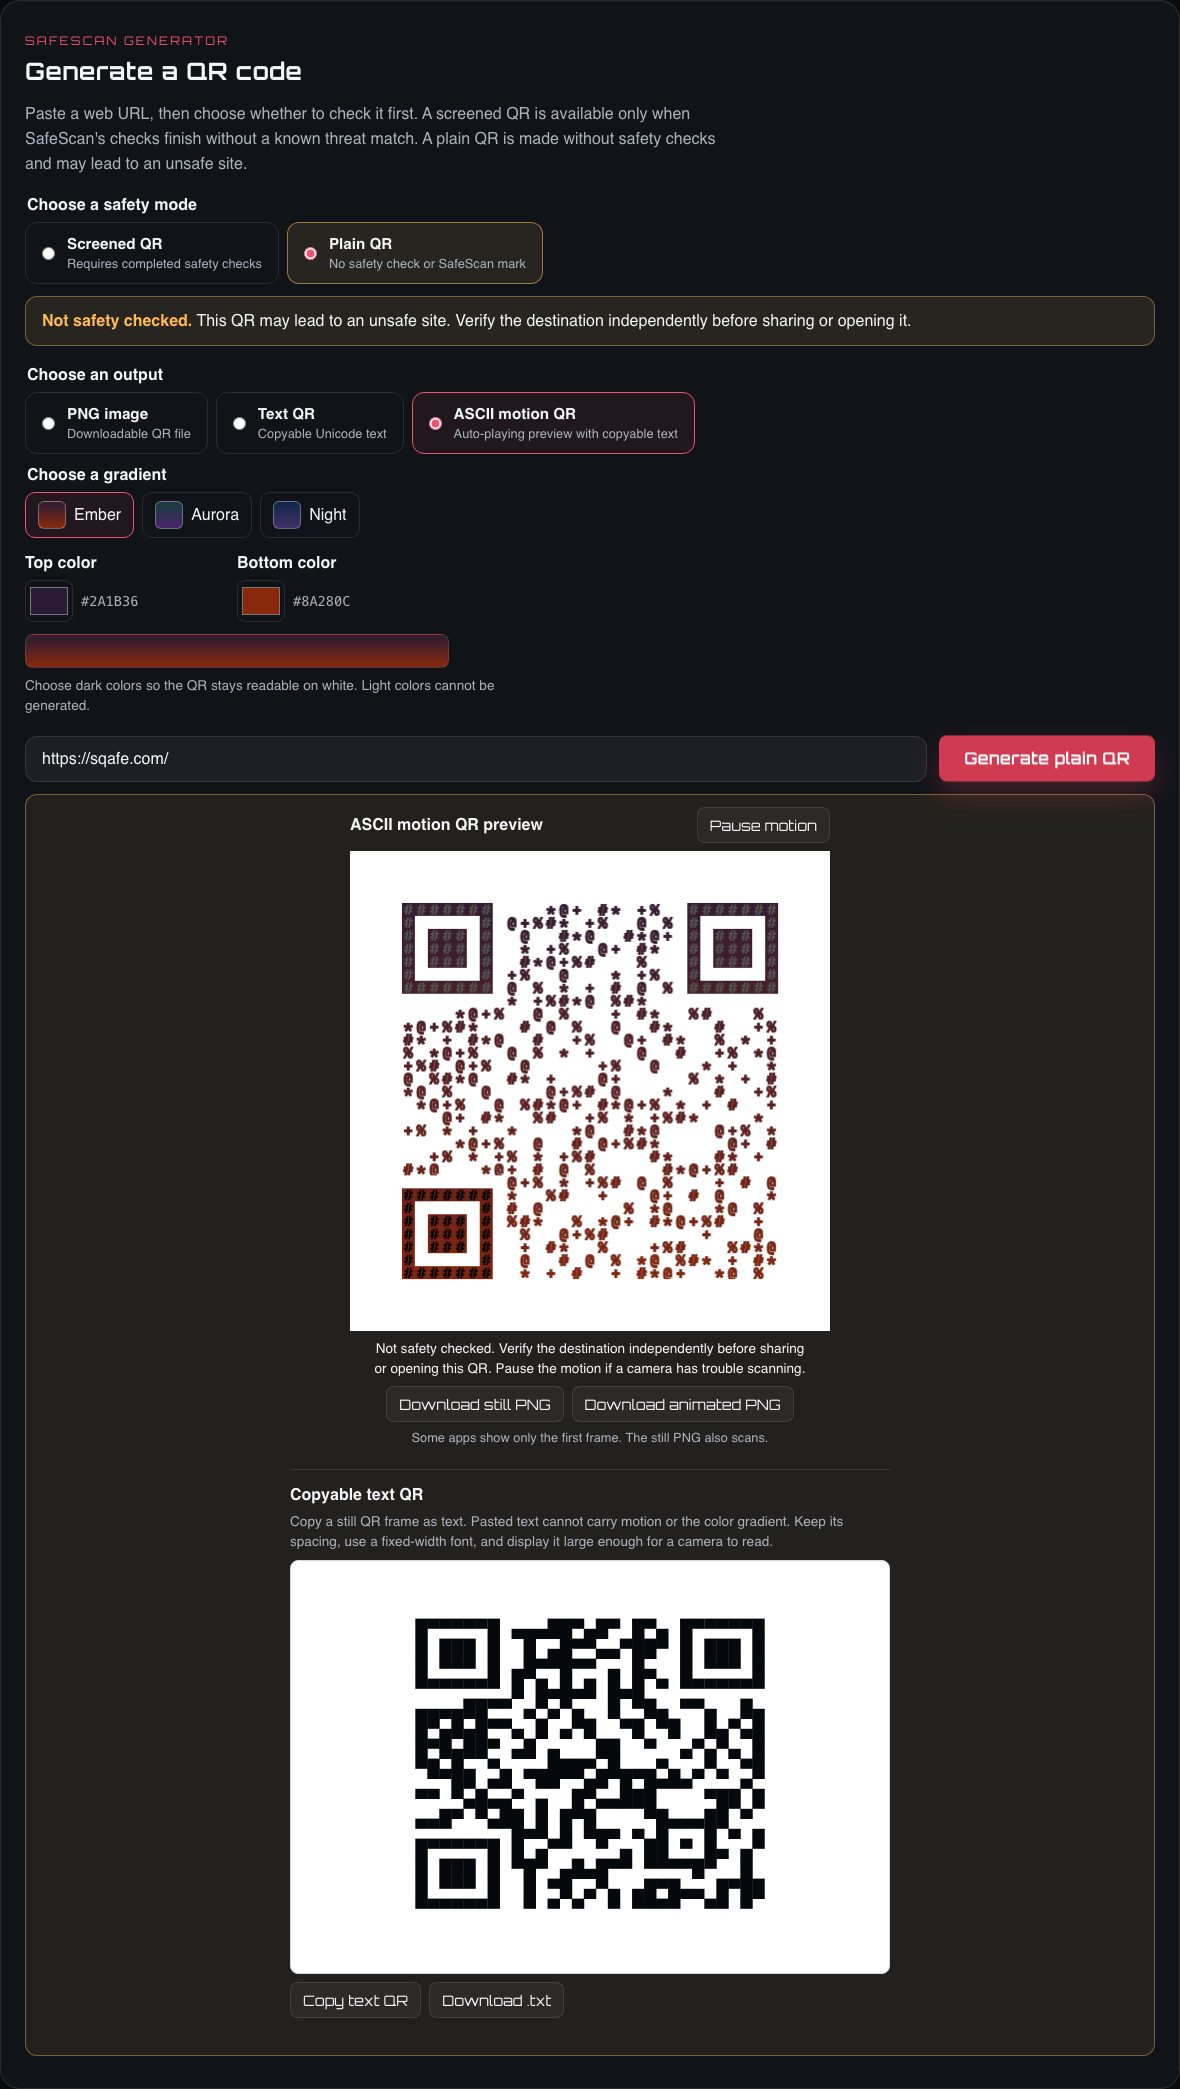 SAFESCAN GENERATOR
Generate a QR code
Paste a web URL, then choose whether to check it first. A screened QR is available only when
SafeScan's checks finish without a known threat match. A plain QR is made without safety checks
and may lead to an unsafe site.
Choose a safety mode
Screened QR
Requires completed safety checks
Plain QR
No safety check or SafeScan mark
Not safety checked. This QR may lead to an unsafe site. Verify the destination independently before sharing or opening it.
Choose an output
PNG image
Downloadable QR file
Text QR
Copyable Unicode text
ASCII motion QR
Auto-playing preview with copyable text
Choose a gradient
Ember
Aurora
Night
Top color
Bottom color
#2A1B36
#8A280C
Choose dark colors so the QR stays readable on white. Light colors cannot be
generated.
https://sqafe.com/
Generate plain QR
ASCII motion QR preview
Pause motion
Not safety checked. Verify the destination independently before sharing
or opening this QR. Pause the motion if a camera has trouble scanning.
Download still PNG
Download animated PNG
Some apps show only the first frame. The still PNG also scans.
Copyable text QR
Copy a still QR frame as text. Pasted text cannot carry motion or the color gradient. Keep its
spacing, use a fixed-width font, and display it large enough for a camera to read.
Copy text QR
Download .txt